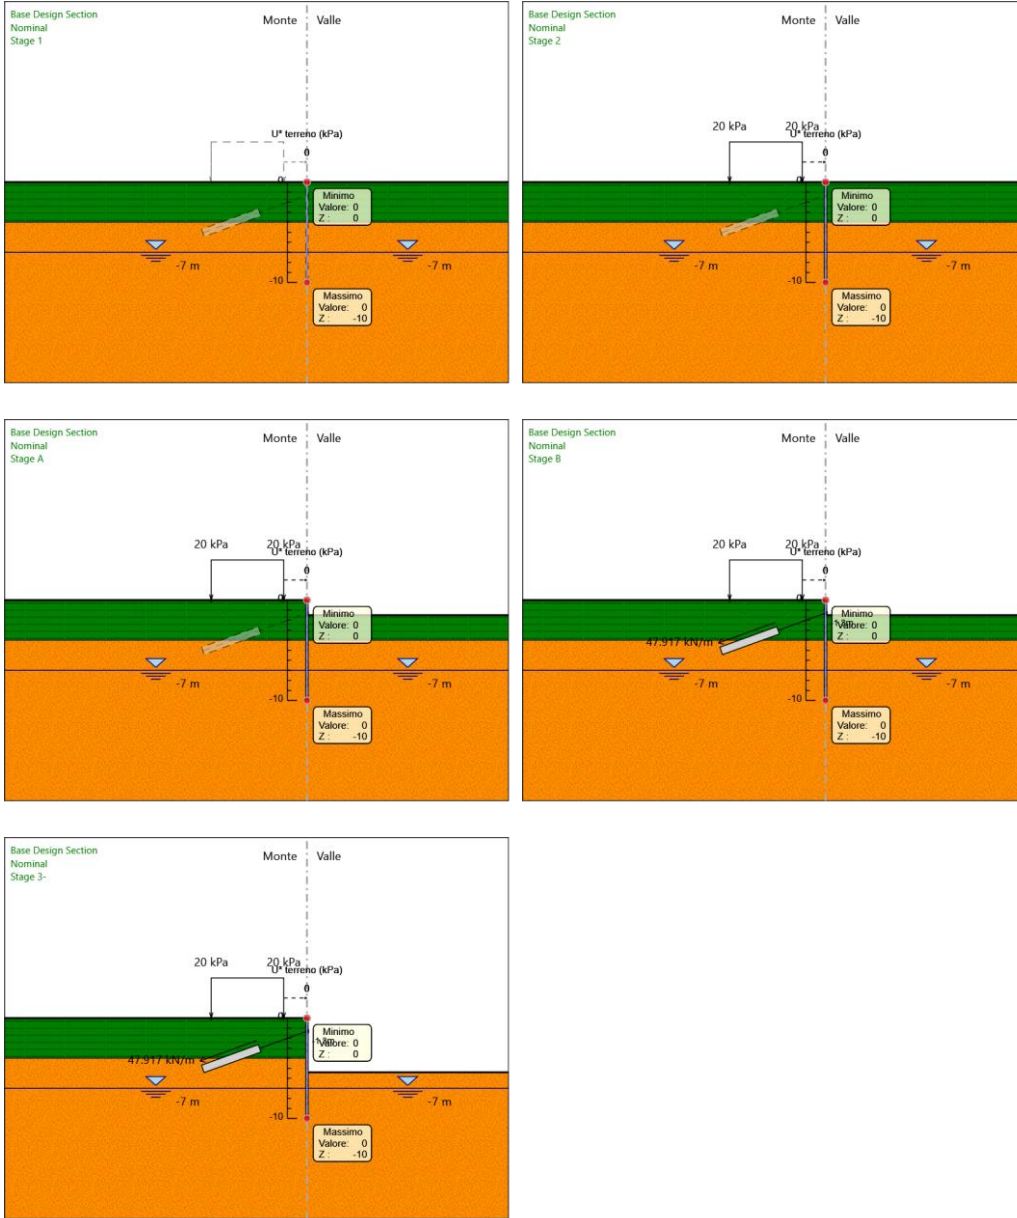 Base Design Section
Nominal
Stage 1
Monte
Valle
U* terreno (kPa)
0
0
Minimo
Valore: 0
Z : 0
-7 m
-7 m
-10
Massimo
Valore: 0
Z : -10
Base Design Section
Nominal
Stage 2
Monte
Valle
20 kPa
20 kPa
U* terreno (kPa)
0
0
Minimo
Valore: 0
Z : 0
-7 m
-7 m
-10
Massimo
Valore: 0
Z : -10
Base Design Section
Nominal
Stage A
Monte
Valle
20 kPa
20 kPa
U* terreno (kPa)
0
0
Minimo
Valore: 0
Z : 0
-7 m
-7 m
-10
Massimo
Valore: 0
Z : -10
Base Design Section
Nominal
Stage B
Monte
Valle
20 kPa
20 kPa
U* terreno (kPa)
0
0
Minimo
Valore: 0
Z : 0
47.917 kN/m
-7 m
-7 m
-10
Massimo
Valore: 0
Z : -10
Base Design Section
Nominal
Stage 3-
Monte
Valle
20 kPa
20 kPa
U* terreno (kPa)
0
0
Minimo
Valore: 0
Z : 0
47.917 kN/m
-7 m
-7 m
-10
Massimo
Valore: 0
Z : -10